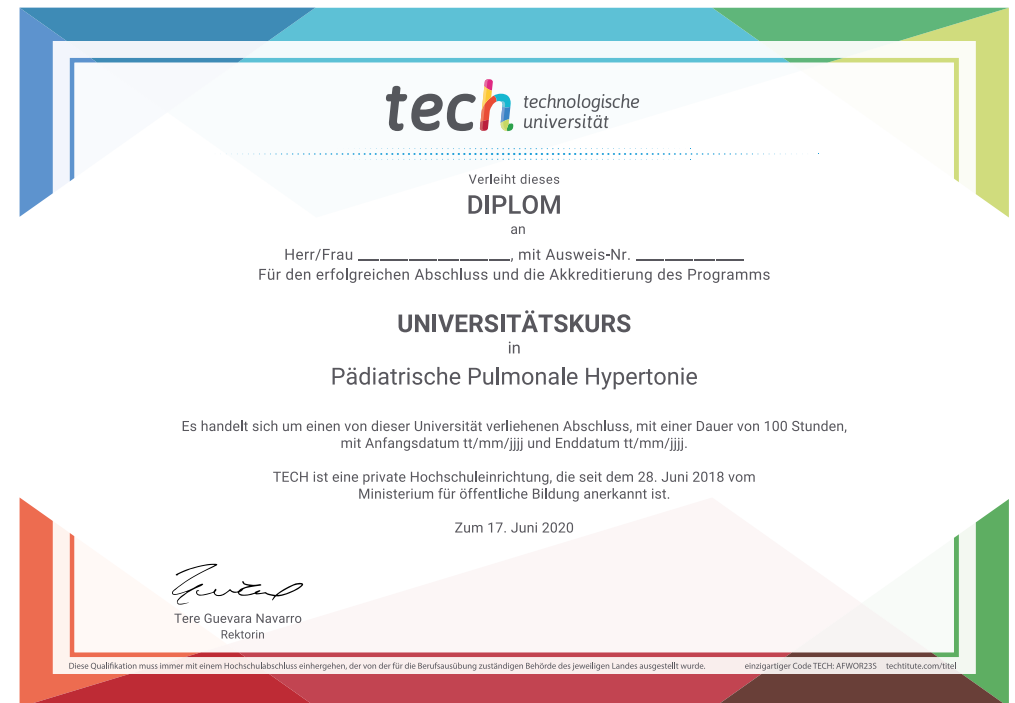 tech technologische
universität
Verleiht dieses
DIPLOM
an
Herr/Frau ____________________, mit Ausweis-Nr. ______________
Für den erfolgreichen Abschluss und die Akkreditierung des Programms
UNIVERSITÄTSKURS
in
Pädiatrische Pulmonale Hypertonie
Es handelt sich um einen von dieser Universität verliehenen Abschluss, mit einer Dauer von 100 Stunden,
mit Anfangsdatum tt/mm/jjjj und Enddatum tt/mm/jjjj.
TECH ist eine private Hochschuleinrichtung, die seit dem 28. Juni 2018 vom
Ministerium für öffentliche Bildung anerkannt ist.
Zum 17. Juni 2020
Tere Guevara Navarro
Rektorin
Diese Qualifikation muss immer mit einem Hochschulabschluss einhergehen, der von der für die Berufsausübung zuständigen Behörde des jeweiligen Landes ausgestellt wurde. einzigartiger Code TECH: AFWOR23S techtitute.com/titel